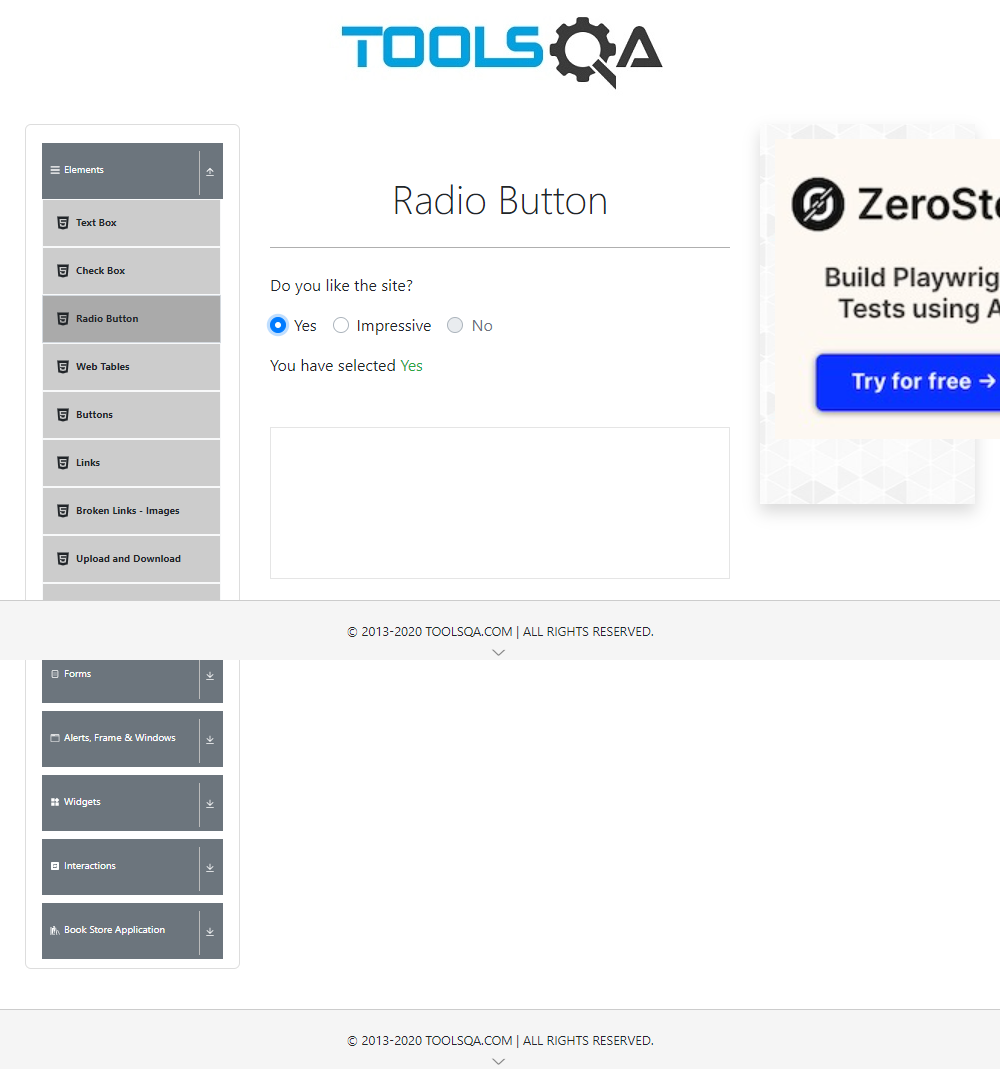 TOOLSQA
Elements
Text Box
Check Box
Radio Button
Web Tables
Buttons
Links
Broken Links - Images
Upload and Download
Radio Button
Do you like the site?
Yes Impressive No
You have selected Yes
Build Playwrig
Tests using A
Try for free →
© 2013-2020 TOOLSQA.COM | ALL RIGHTS RESERVED.
Forms
Alerts, Frame & Windows
Widgets
Interactions
Book Store Application
© 2013-2020 TOOLSQA.COM | ALL RIGHTS RESERVED.